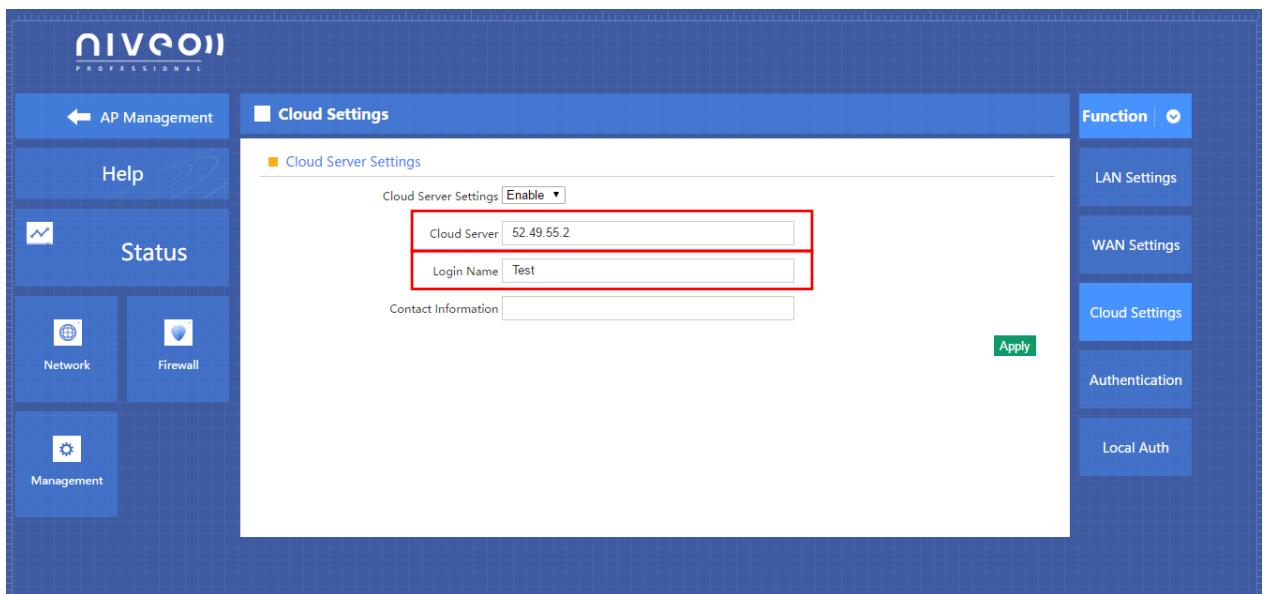 niveo
PROFESSIONAL
AP Management
Help
Status
Network
Firewall
Management
Cloud Settings
Cloud Server Settings
Cloud Server Settings Enable
Cloud Server 52.49.55.2
Login Name Test
Contact Information
Apply
Function
LAN Settings
WAN Settings
Cloud Settings
Authentication
Local Auth